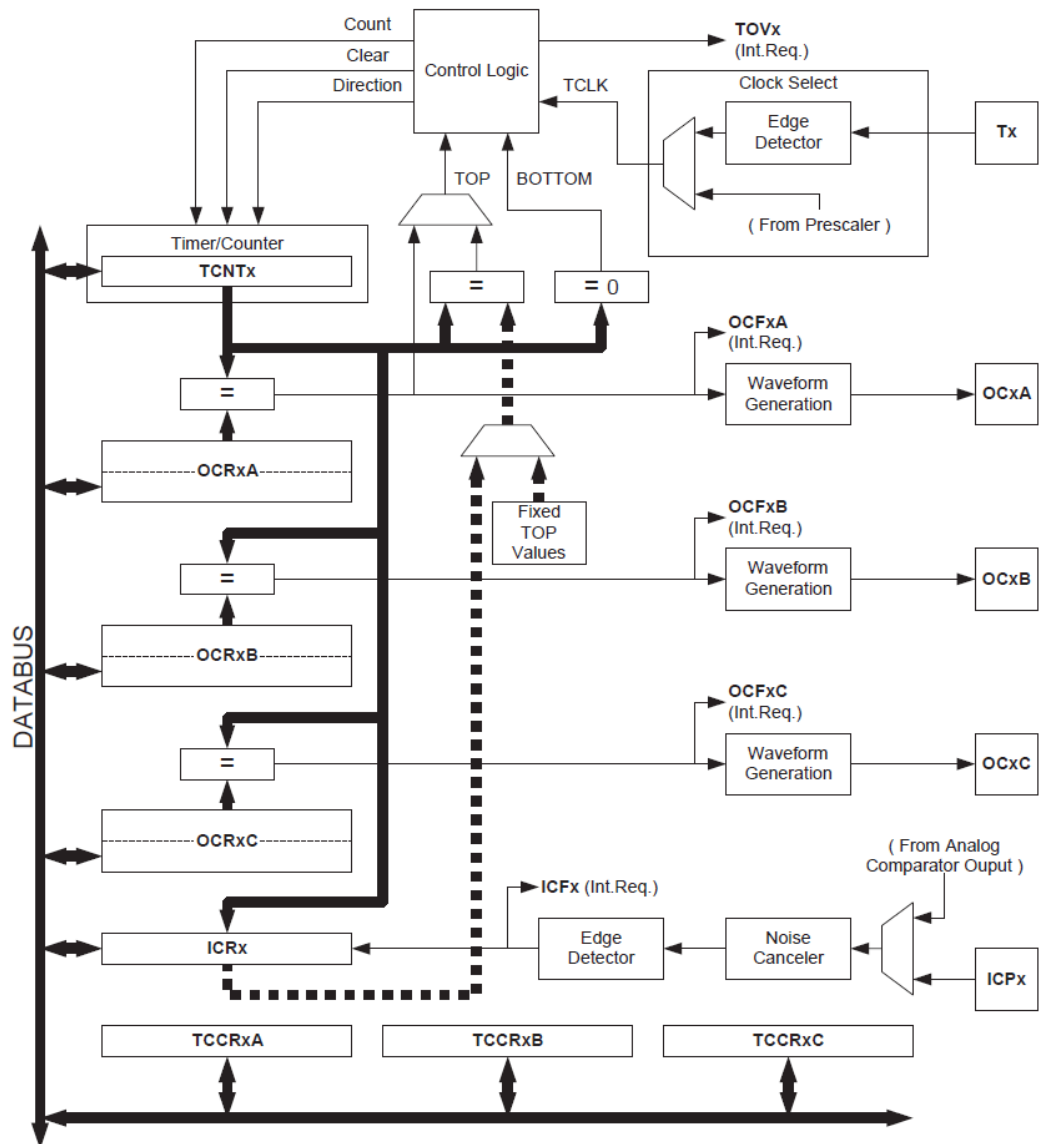 Count
Clear
Direction
Control Logic
TOVx
(Int.Req.)
TCLK
Clock Select
Edge
Detector
Tx
( From Prescaler )
TOP
BOTTOM
Timer/Counter
TCNTx
=
= 0
OCFxA
(Int.Req.)
=
Waveform
Generation
OCxA
OCRxA
Fixed
TOP
Values
OCFxB
(Int.Req.)
=
Waveform
Generation
OCxB
OCRxB
DATABUS
OCFxC
(Int.Req.)
=
Waveform
Generation
OCxC
OCRxC
( From Analog
Comparator Ouput )
ICFx (Int.Req.)
ICRx
Edge
Detector
Noise
Canceler
ICPx
TCCRxA
TCCRxB
TCCRxC